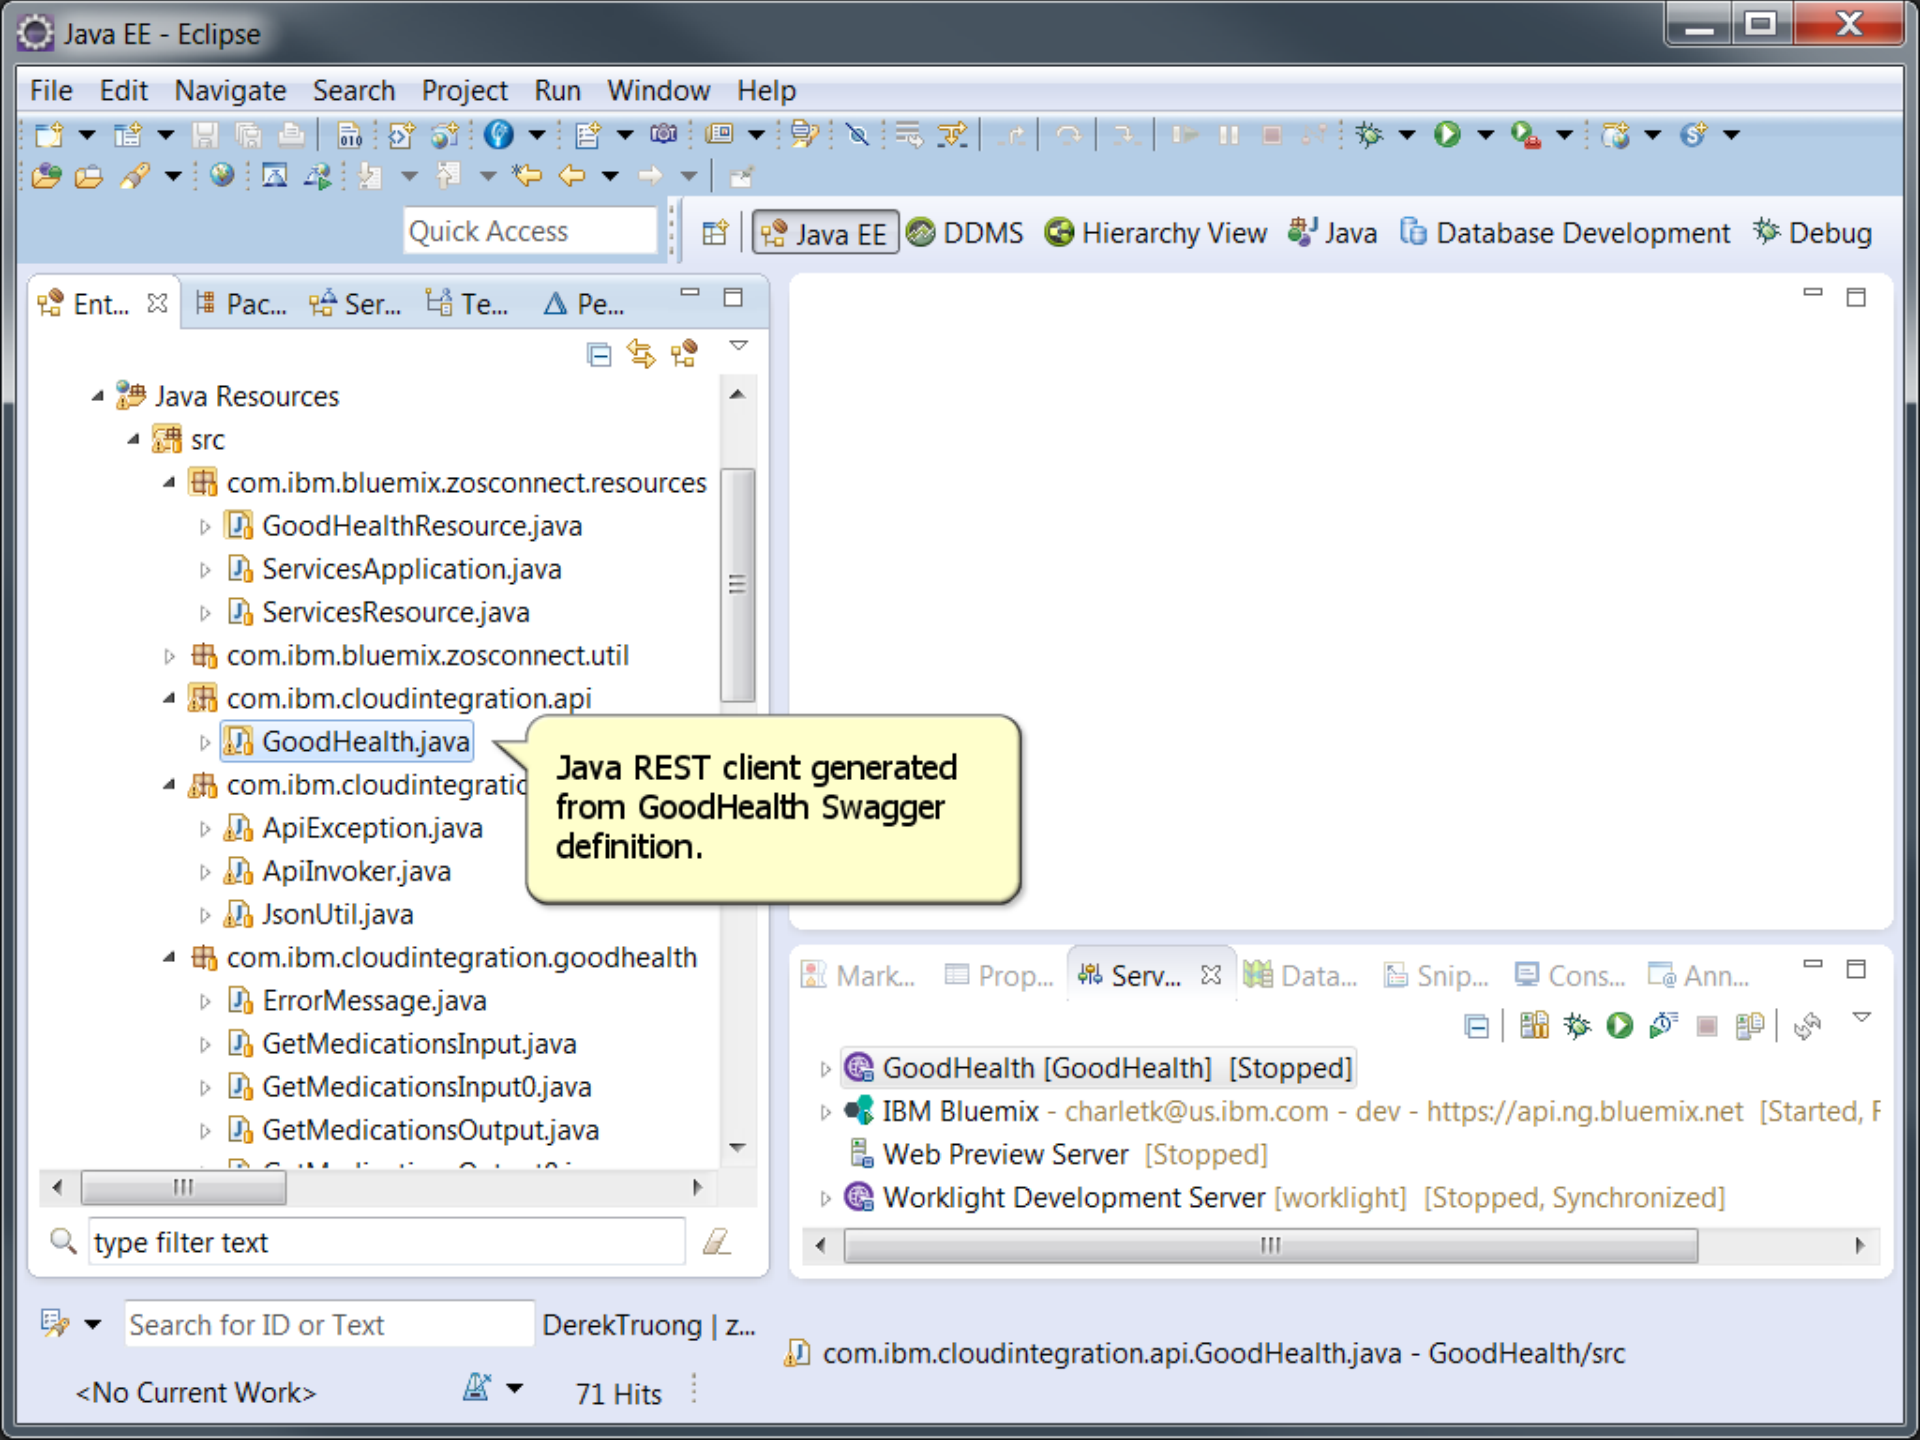 Java EE - Eclipse
File Edit Navigate Search Project Run Window Help
Quick Access
Java EE DDMS Hierarchy View Java Database Development Debug
Ent... Pac... Ser... Te... Pe...
Java Resources
src
com.ibm.bluemix.zosconnect.resources
GoodHealthResource.java
ServicesApplication.java
ServicesResource.java
com.ibm.bluemix.zosconnect.util
com.ibm.cloudintegration.api
GoodHealth.java
com.ibm.cloudintegratio
ApiException.java
ApiInvoker.java
JsonUtil.java
com.ibm.cloudintegration.goodhealth
ErrorMessage.java
GetMedicationsInput.java
GetMedicationsInput0.java
GetMedicationsOutput.java
type filter text
Java REST client generated
from GoodHealth Swagger
definition.
Mark... Prop... Serv... Data... Snip... Cons... Ann...
GoodHealth [GoodHealth] [Stopped]
IBM Bluemix - charletk@us.ibm.com - dev - https://api.ng.bluemix.net [Started,
Web Preview Server [Stopped]
Worklight Development Server [worklight] [Stopped, Synchronized]
Search for ID or Text DerekTruong | z...
com.ibm.cloudintegration.api.GoodHealth.java - GoodHealth/src
<No Current Work> 71 Hits